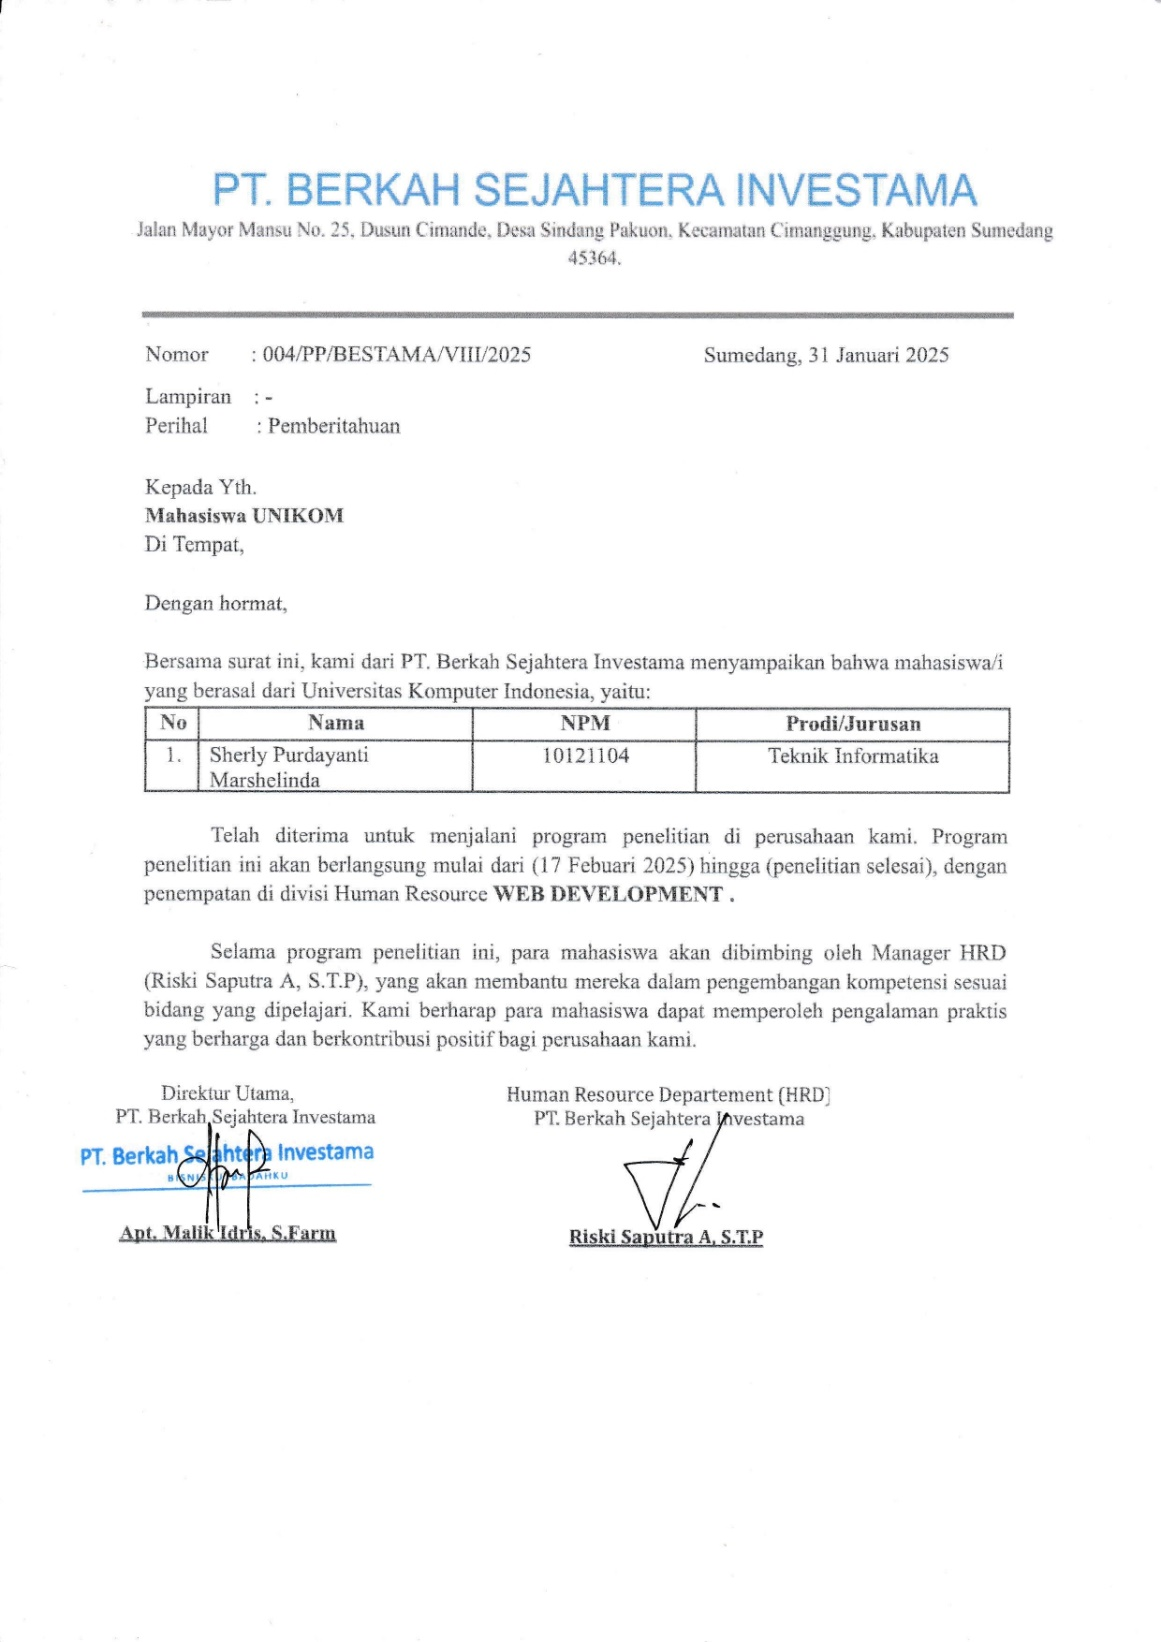 PT. BERKAH SEJAHTERA INVESTAMA
Jalan Mayor Mansu No. 25, Dusun Cimande, Desa Sindang Pakuon, Kecamatan Cimanggung, Kabupaten Sumedang
45364.
Nomor : 004/PP/BESTAMA/VIII/2025 Sumedang, 31 Januari 2025
Lampiran : -
Perihal : Pemberitahuan
Kepada Yth.
Mahasiswa UNIKOM
Di Tempat,
Dengan hormat,
Bersama surat ini, kami dari PT. Berkah Sejahtera Investama menyampaikan bahwa mahasiswa/i
yang berasal dari Universitas Komputer Indonesia, yaitu:
No Nama NPM Prodi/Jurusan
1. Sherly Purdayanti 10121104 Teknik Informatika
Marshelinda
Telah diterima untuk menjalani program penelitian di perusahaan kami. Program
penelitian ini akan berlangsung mulai dari (17 Febuari 2025) hingga (penelitian selesai), dengan
penempatan di divisi Human Resource WEB DEVELOPMENT .
Selama program penelitian ini, para mahasiswa akan dibimbing oleh Manager HRD
(Riski Saputra A, S.T.P), yang akan membantu mereka dalam pengembangan kompetensi sesuai
bidang yang dipelajari. Kami berharap para mahasiswa dapat memperoleh pengalaman praktis
yang berharga dan berkontribusi positif bagi perusahaan kami.
Direktur Utama, Human Resource Departement (HRD)
PT. Berkah Sejahtera Investama PT. Berkah Sejahtera Investama
PT. Berkah Sejahtera Investama
Apt. Malik Idris, S.Farm Riski Saputra A, S.T.P